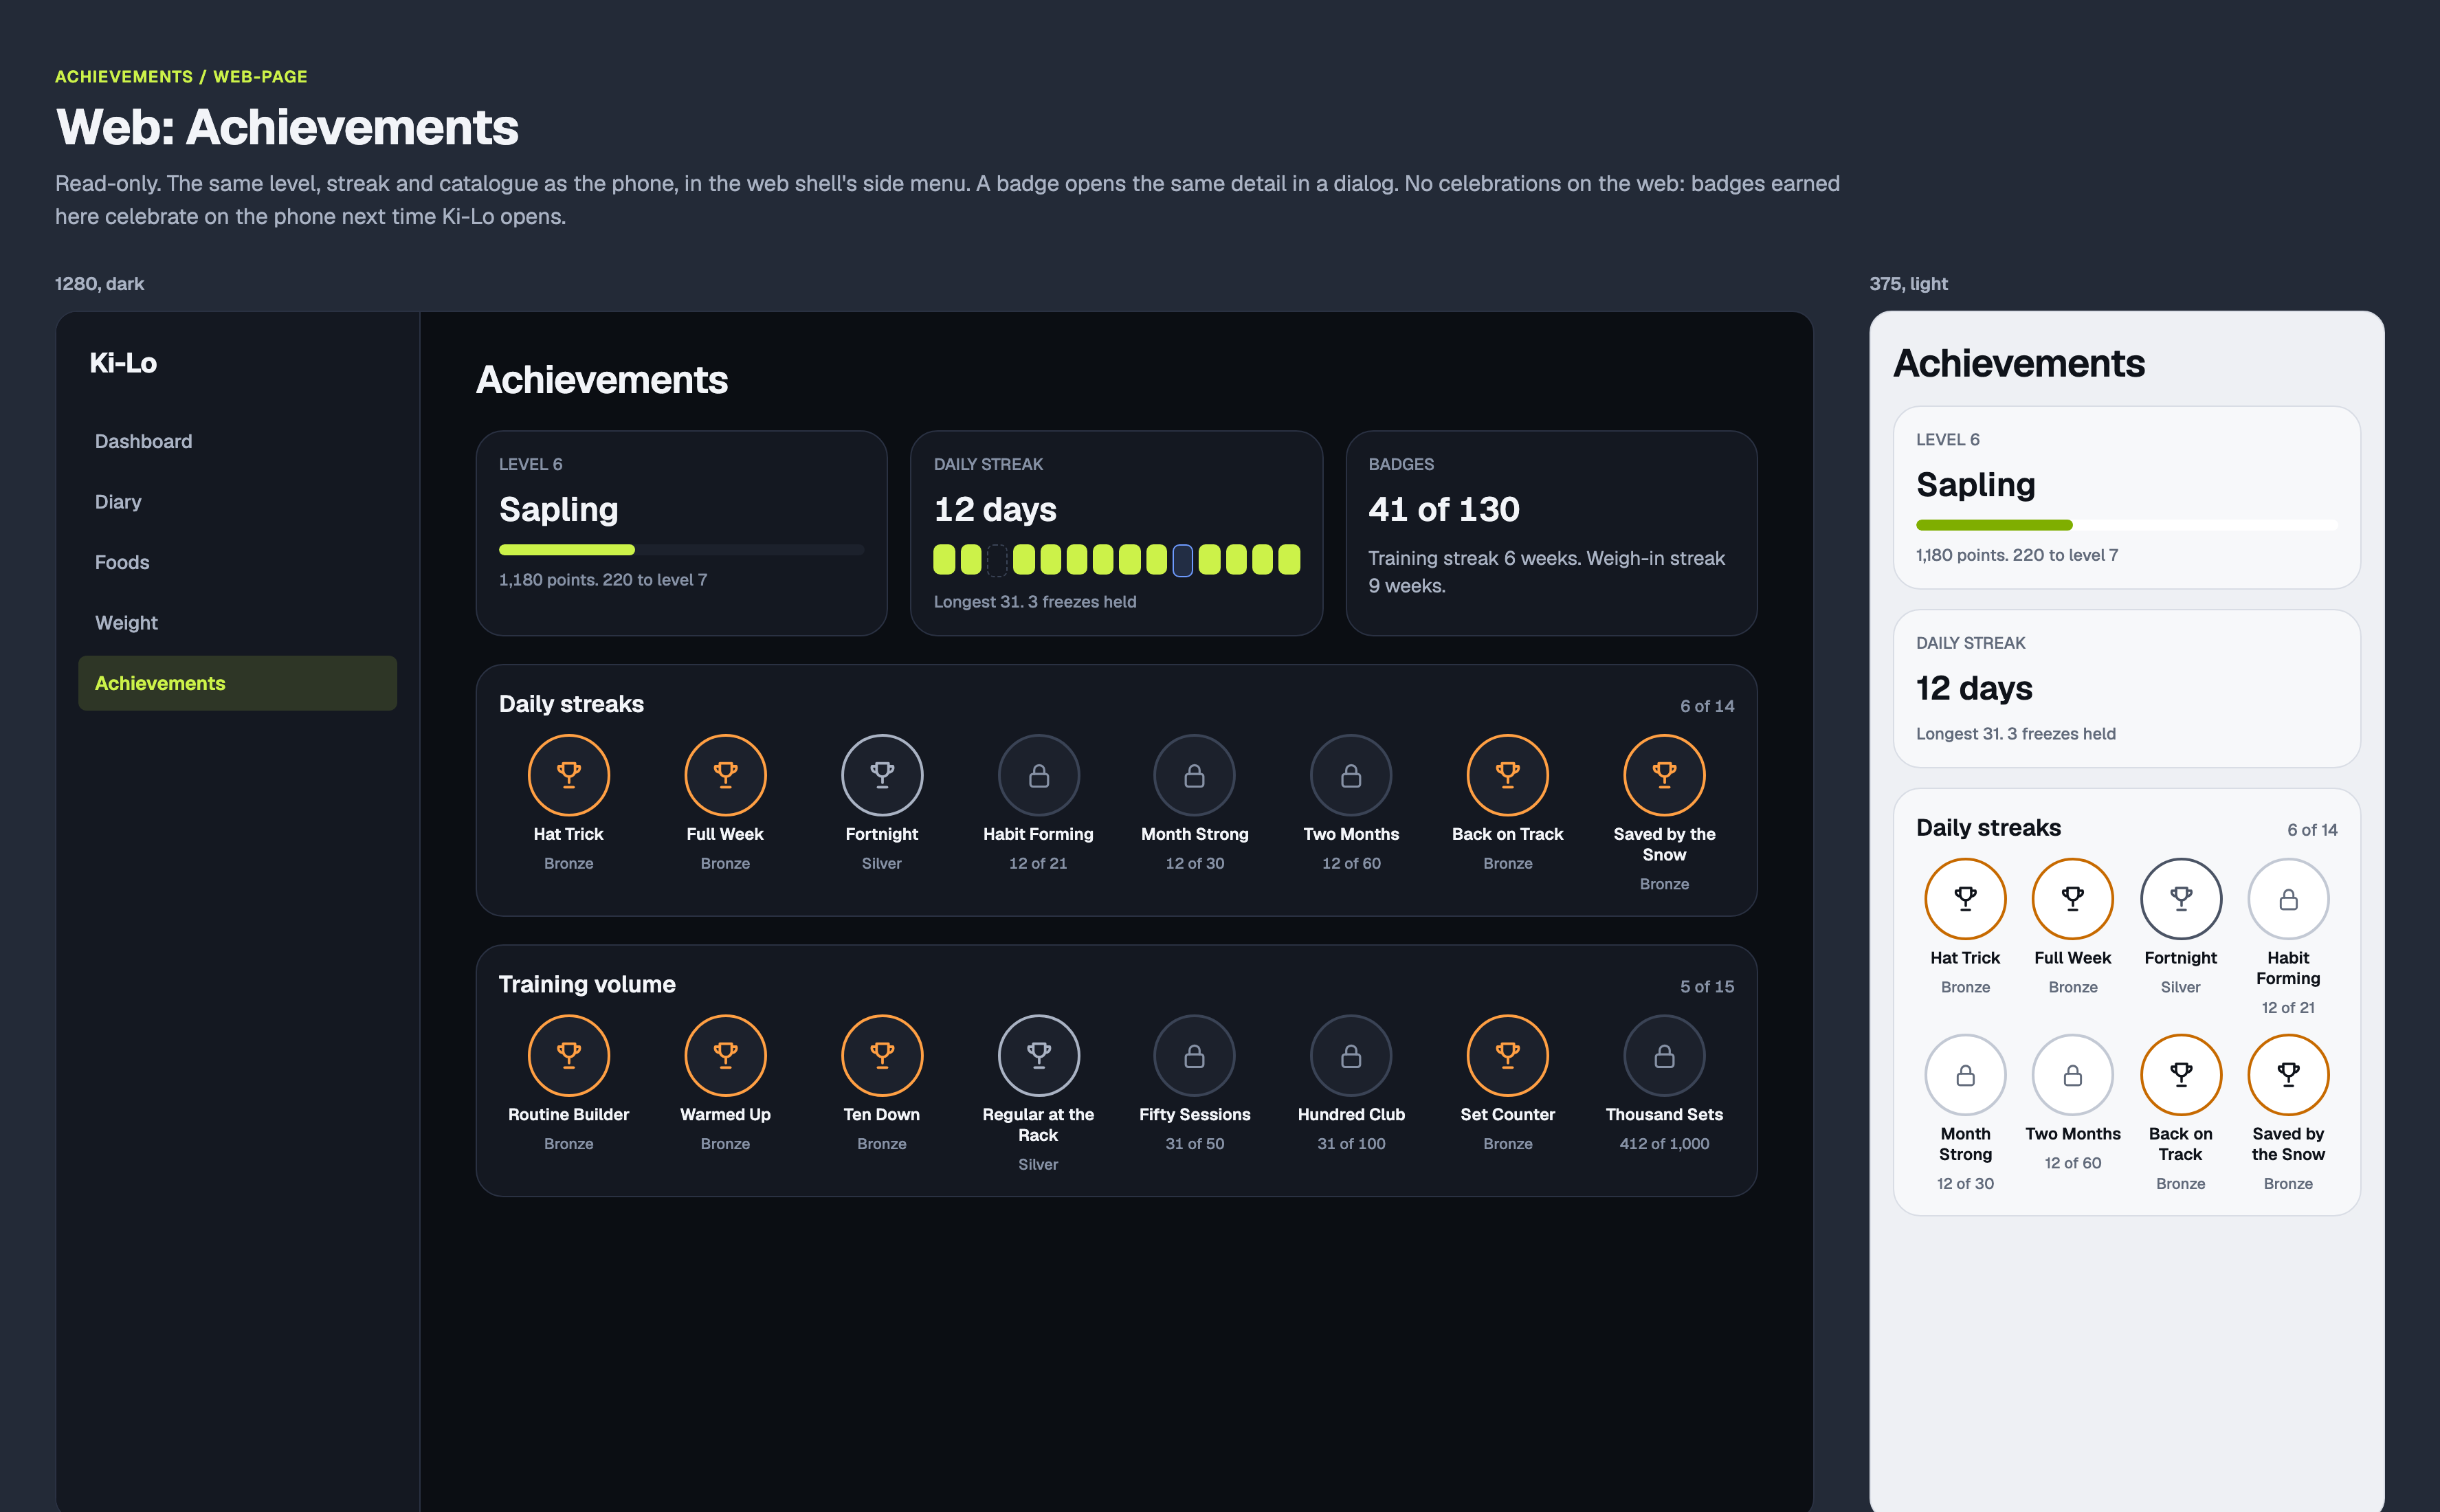 ACHIEVEMENTS / WEB-PAGE
Web: Achievements
Read-only. The same level, streak and catalogue as the phone, in the web shell's side menu. A badge opens the same detail in a dialog. No celebrations on the web: badges earned
here celebrate on the phone next time Ki-Lo opens.
1280, dark
Ki-Lo
Dashboard
Diary
Foods
Weight
Achievements
Achievements
LEVEL 6
Sapling
1,180 points. 220 to level 7
DAILY STREAK
12 days
Longest 31. 3 freezes held
BADGES
41 of 130
Training streak 6 weeks. Weigh-in streak
9 weeks.
Daily streaks
6 of 14
Hat Trick
Bronze
Full Week
Bronze
Fortnight
Silver
Habit Forming
12 of 21
Month Strong
12 of 30
Two Months
12 of 60
Back on Track
Bronze
Saved by the
Snow
Bronze
Training volume
5 of 15
Routine Builder
Bronze
Warmed Up
Bronze
Ten Down
Bronze
Regular at the
Rack
Silver
Fifty Sessions
31 of 50
Hundred Club
31 of 100
Set Counter
Bronze
Thousand Sets
412 of 1,000
375, light
Achievements
LEVEL 6
Sapling
1,180 points. 220 to level 7
DAILY STREAK
12 days
Longest 31. 3 freezes held
Daily streaks
6 of 14
Hat Trick
Bronze
Full Week
Bronze
Fortnight
Silver
Habit
Forming
12 of 21
Month
Strong
12 of 30
Two Months
12 of 60
Back on
Track
Bronze
Saved by
the Snow
Bronze